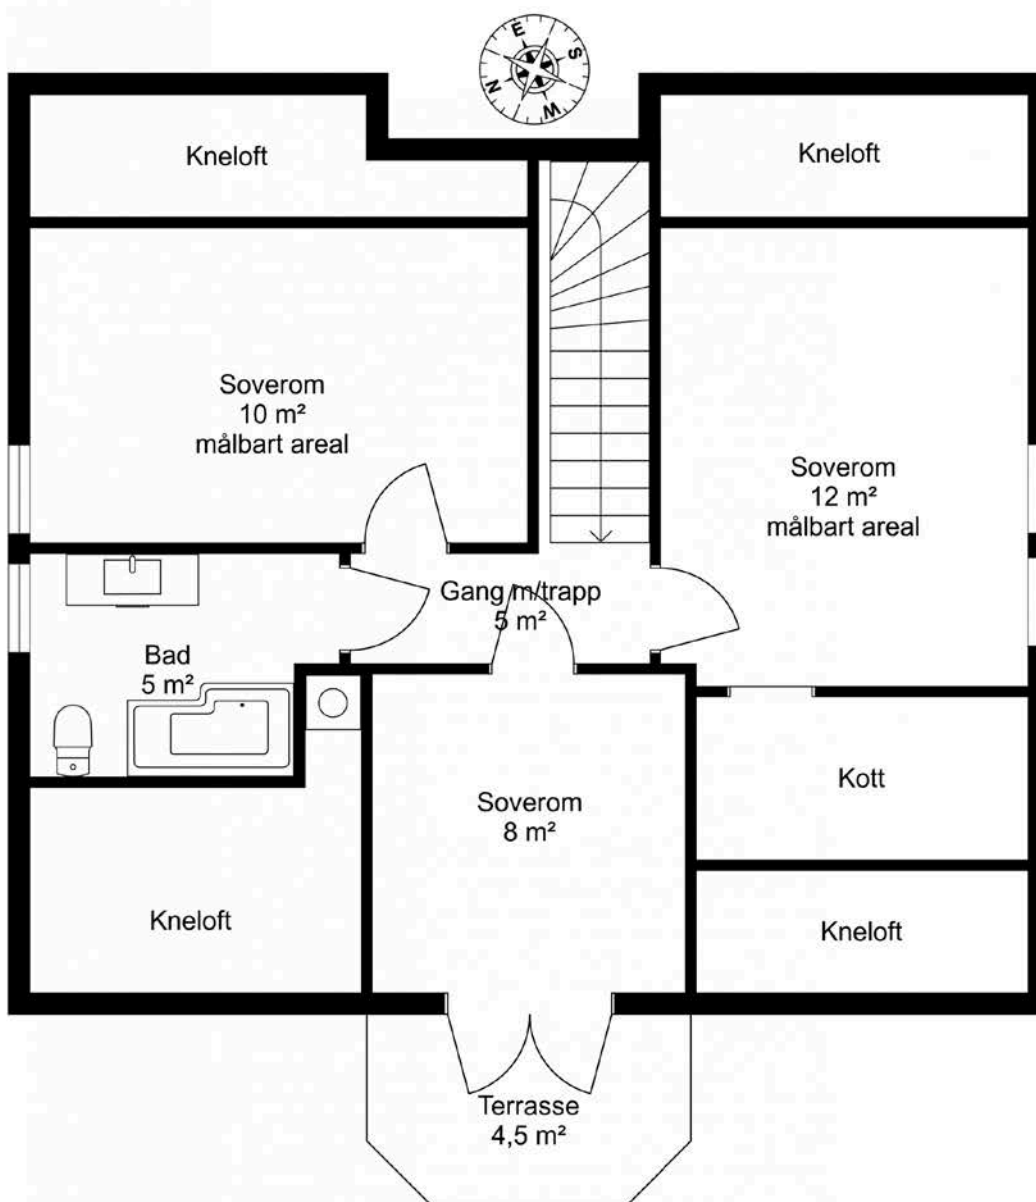 E
S
N
W
Kneloft
Kneloft
Soverom
10 m²
målbart areal
Soverom
12 m²
målbart areal
Gang m/trapp
5 m²
Bad
5 m²
Soverom
8 m²
Kott
Kneloft
Kneloft
Terrasse
4,5 m²